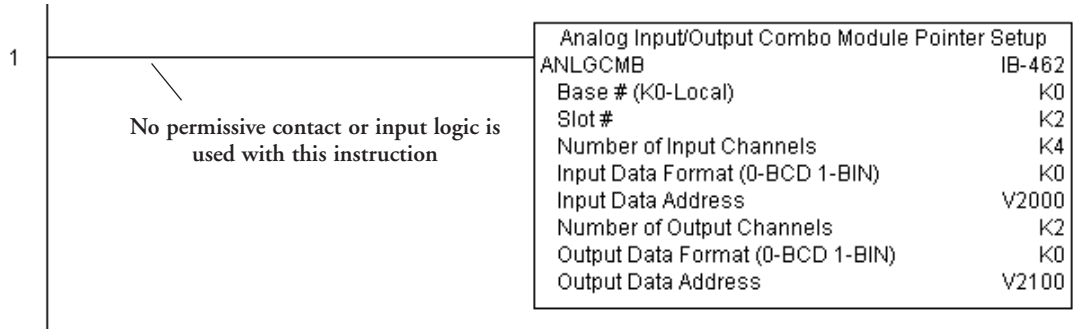 1
Analog Input/Output Combo Module Pointer Setup
ANLGCMB IB-462
Base # (K0-Local) K0
Slot # K2
Number of Input Channels K4
Input Data Format (0-BCD 1-BIN) K0
Input Data Address V2000
Number of Output Channels K2
Output Data Format (0-BCD 1-BIN) K0
Output Data Address V2100
No permissive contact or input logic is
used with this instruction